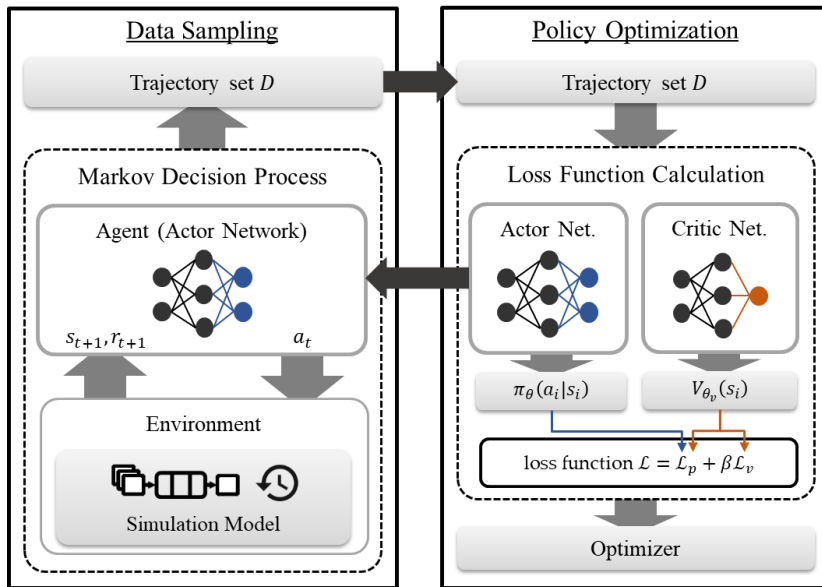 Data Sampling
Trajectory set D
Markov Decision Process
Agent (Actor Network)
s_{t+1}, r_{t+1}
a_t
Environment
Simulation Model
Policy Optimization
Trajectory set D
Loss Function Calculation
Actor Net.
Critic Net.
π_θ(a_i|s_i)
V_{θ_v}(s_i)
loss function ℒ = ℒ_p + βℒ_v
Optimizer